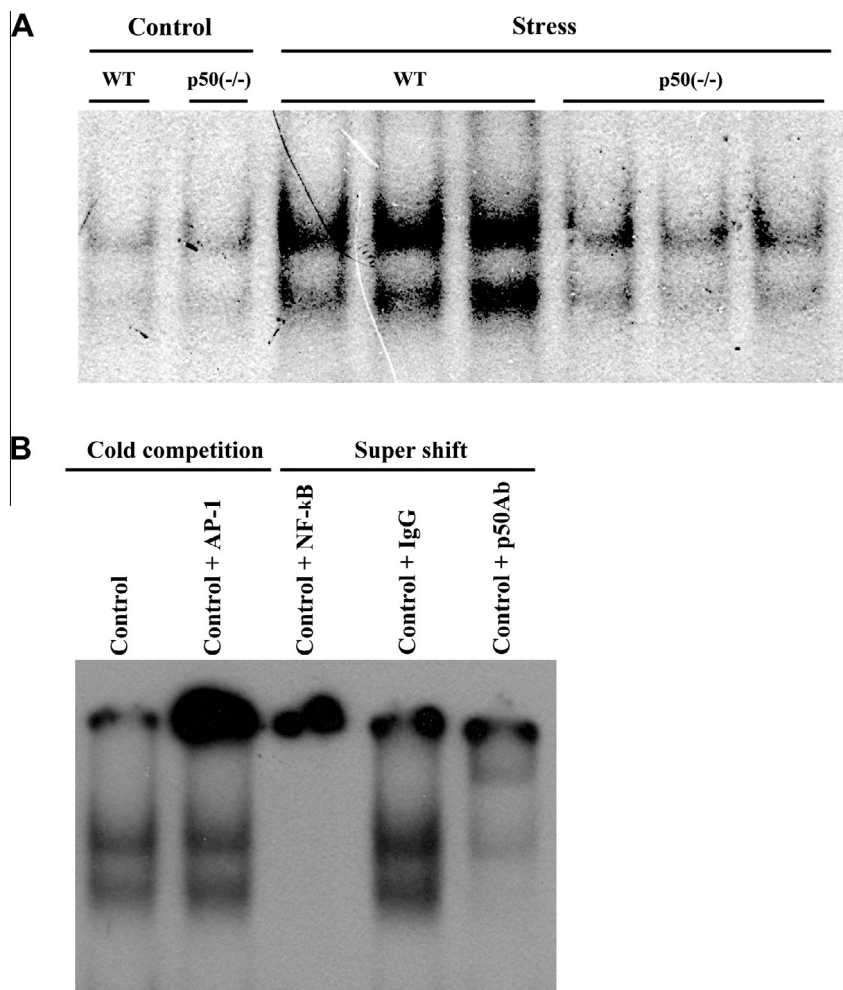 A
Control Stress
WT p50(-/-) WT p50(-/-)
B
Cold competition Super shift
Control
Control + AP-1
Control + NF-κB
Control + IgG
Control + p50Ab